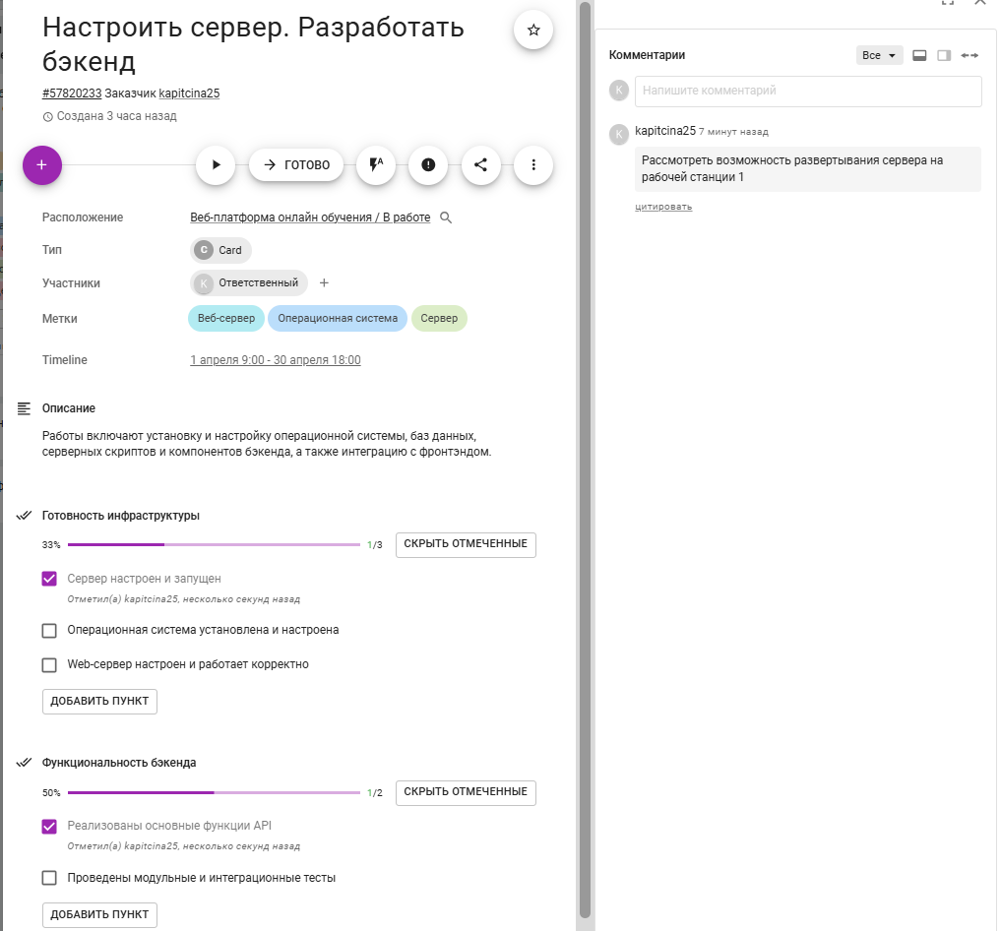 Настроить сервер. Разработать
бэкенд
#57820233 Заказчик kapitcina25
Создана 3 часа назад
+
ГОТОВО
Расположение
Веб-платформа онлайн обучения / В работе
Тип
C Card
Участники
K Ответственный +
Метки
Веб-сервер Операционная система Сервер
Timeline
1 апреля 9:00 - 30 апреля 18:00
Описание
Работы включают установку и настройку операционной системы, баз данных,
серверных скриптов и компонентов бэкенда, а также интеграцию с фронтэндом.
Готовность инфраструктуры
33% 1/3 СКРЫТЬ ОТМЕЧЕННЫЕ
Сервер настроен и запущен
Отметил(а) kapitcina25, несколько секунд назад
Операционная система установлена и настроена
Web-сервер настроен и работает корректно
ДОБАВИТЬ ПУНКТ
Функциональность бэкенда
50% 1/2 СКРЫТЬ ОТМЕЧЕННЫЕ
Реализованы основные функции API
Отметил(а) kapitcina25, несколько секунд назад
Проведены модульные и интеграционные тесты
ДОБАВИТЬ ПУНКТ
Комментарии Все
K Напишите комментарий
K kapitcina25 7 минут назад
Рассмотреть возможность развертывания сервера на
рабочей станции 1
цитировать